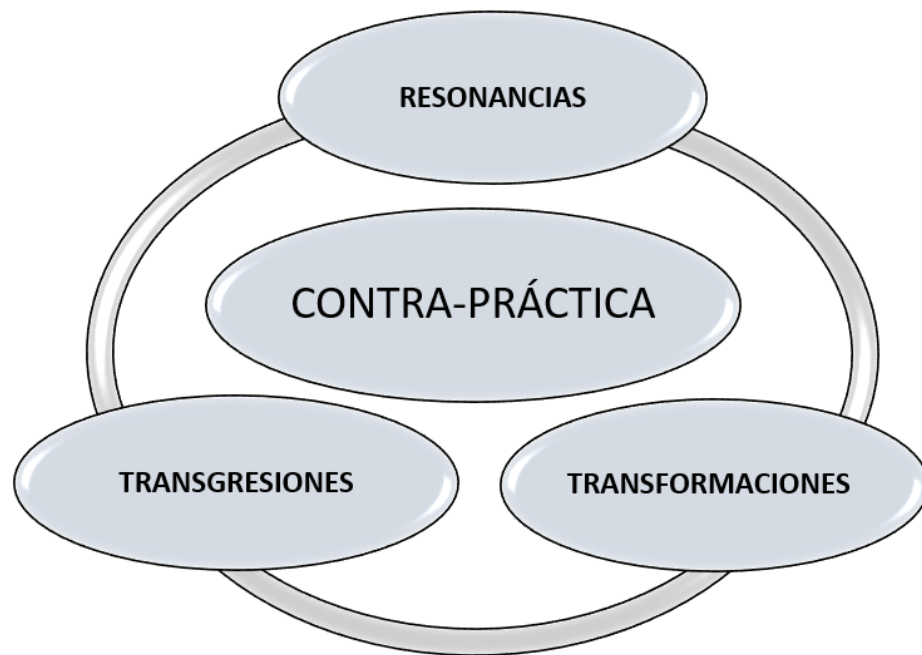 RESONANCIAS
CONTRA-PRÁCTICA
TRANSGRESIONES
TRANSFORMACIONES